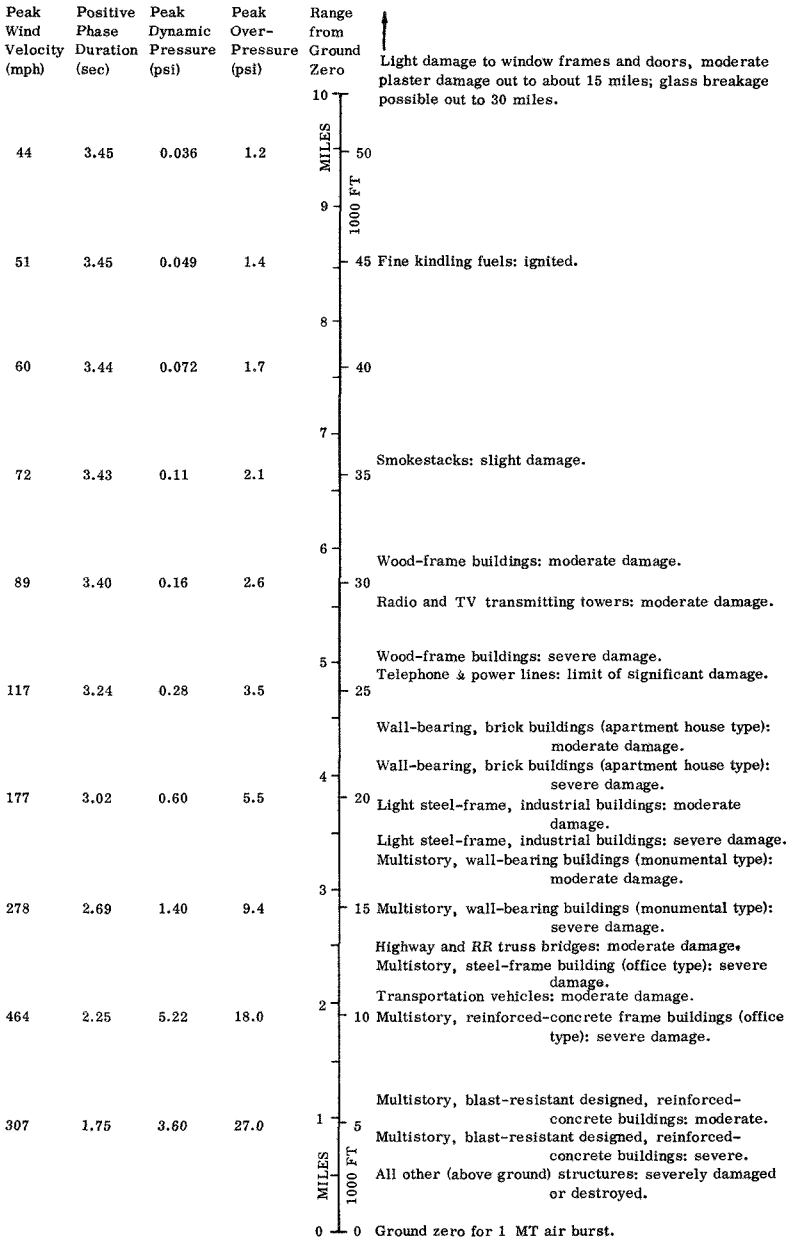 Peak Positive Peak Peak Range
Wind Phase Dynamic Over- from
Velocity Duration Pressure Pressure Ground
(mph) (sec) (psi) (psi) Zero
Light damage to window frames and doors, moderate
plaster damage out to about 15 miles; glass breakage
possible out to 30 miles.
10
MILES
1000 FT
44 3.45 0.036 1.2 50
9
51 3.45 0.049 1.4 45 Fine kindling fuels: ignited.
8
60 3.44 0.072 1.7 40
7
Smokestacks: slight damage.
72 3.43 0.11 2.1 35
6
Wood-frame buildings: moderate damage.
89 3.40 0.16 2.6 30
Radio and TV transmitting towers: moderate damage.
5 Wood-frame buildings: severe damage.
Telephone & power lines: limit of significant damage.
117 3.24 0.28 3.5 25
Wall-bearing, brick buildings (apartment house type):
moderate damage.
4 Wall-bearing, brick buildings (apartment house type):
severe damage.
177 3.02 0.60 5.5 20 Light steel-frame, industrial buildings: moderate
damage.
Light steel-frame, industrial buildings: severe damage.
Multistory, wall-bearing buildings (monumental type):
moderate damage.
3
278 2.69 1.40 9.4 15 Multistory, wall-bearing buildings (monumental type):
severe damage.
Highway and RR truss bridges: moderate damage.
Multistory, steel-frame building (office type): severe
damage.
2 Transportation vehicles: moderate damage.
464 2.25 5.22 18.0 10 Multistory, reinforced-concrete frame buildings (office
type): severe damage.
Multistory, blast-resistant designed, reinforced-
1 concrete buildings: moderate.
307 1.75 3.60 27.0 5
Multistory, blast-resistant designed, reinforced-
concrete buildings: severe.
MILES
1000 FT
All other (above ground) structures: severely damaged
or destroyed.
0 0 Ground zero for 1 MT air burst.